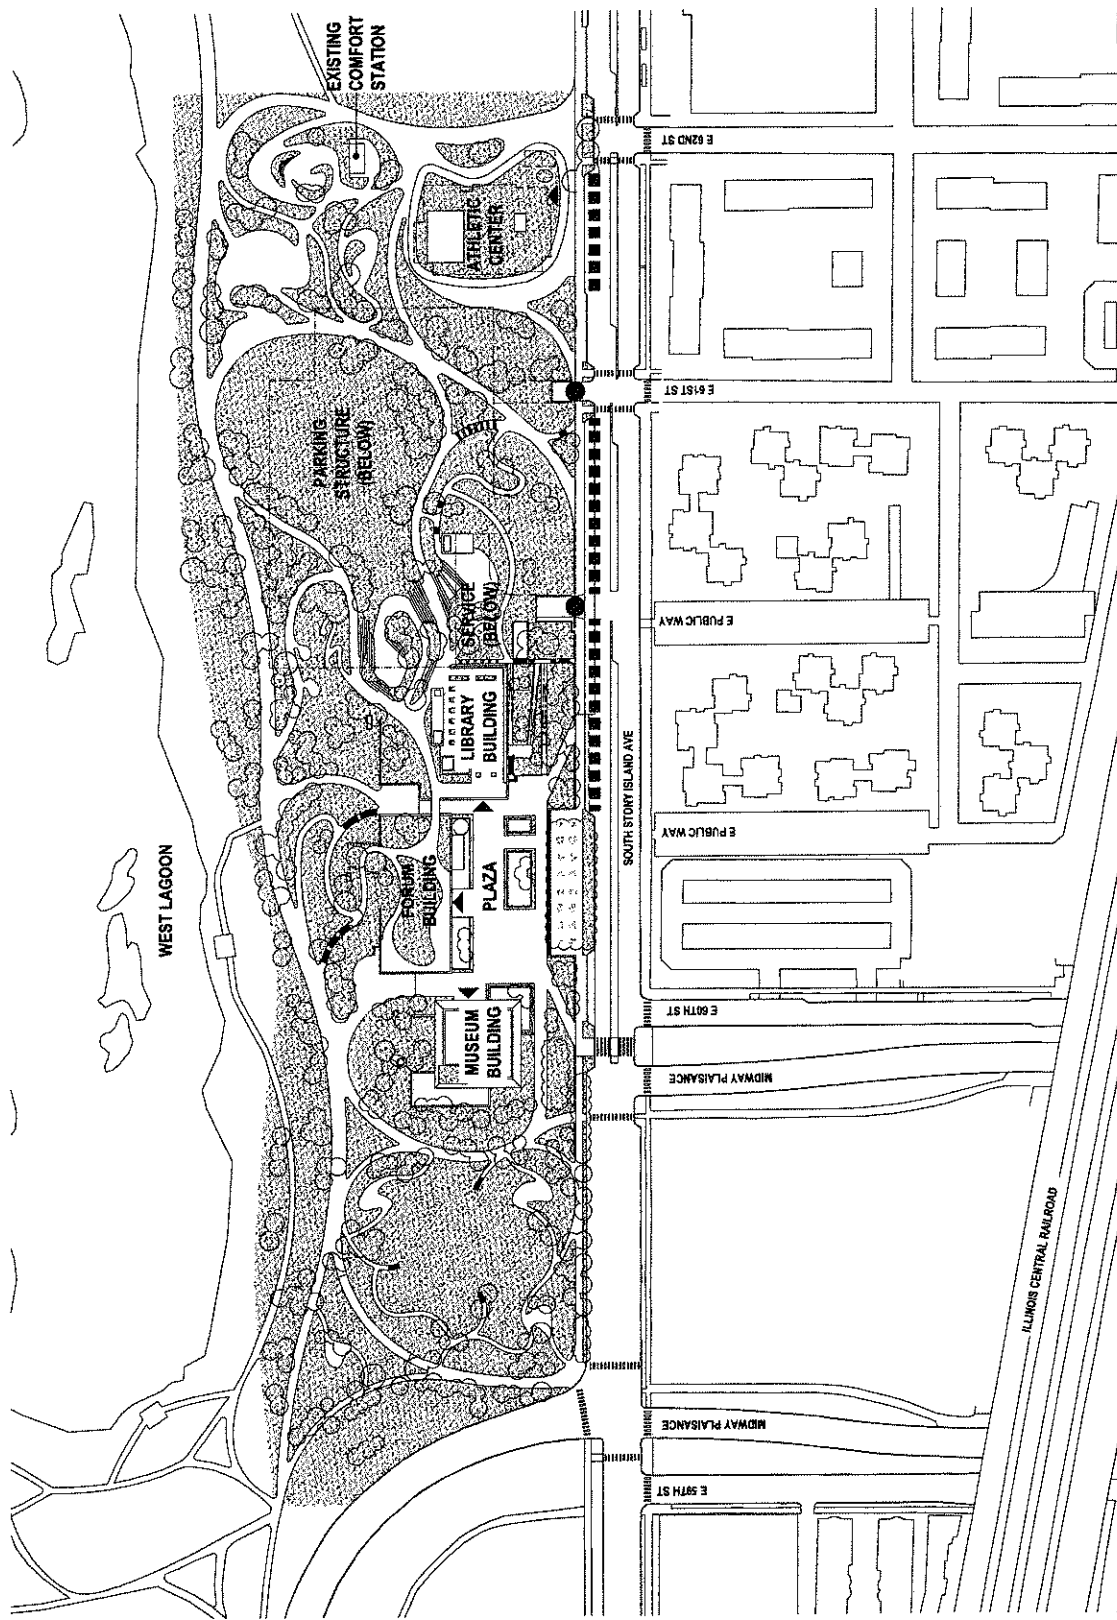 EXISTING
COMFORT
STATION
ATHLETIC
CENTER
PARKING
STRUCTURE
(BELOW)
SERVICE
(BELOW)
LIBRARY
BUILDING
FORUM
BUILDING
PLAZA
MUSEUM
BUILDING
WEST LAGOON
SOUTH STONY ISLAND AVE
E 62ND ST
E 61ST ST
E PUBLIC WAY
E PUBLIC WAY
E 60TH ST
MIDWAY PLAISANCE
MIDWAY PLAISANCE
E 59TH ST
ILLINOIS CENTRAL RAILROAD